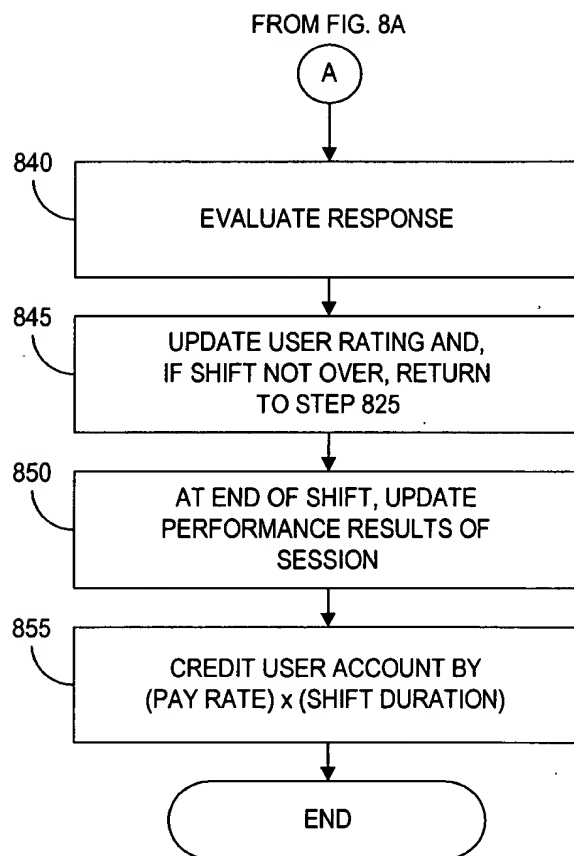 FROM FIG. 8A
A
840
EVALUATE RESPONSE
845
UPDATE USER RATING AND,
IF SHIFT NOT OVER, RETURN
TO STEP 825
850
AT END OF SHIFT, UPDATE
PERFORMANCE RESULTS OF
SESSION
855
CREDIT USER ACCOUNT BY
(PAY RATE) x (SHIFT DURATION)
END